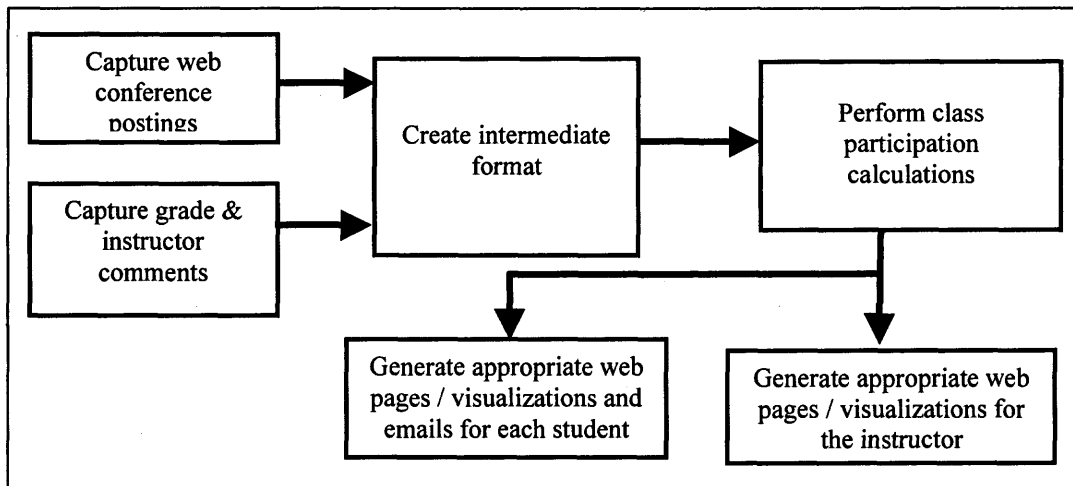 Capture web
conference
postings
Create intermediate
format
Perform class
participation
calculations
Capture grade &
instructor
comments
Generate appropriate web
pages / visualizations and
emails for each student
Generate appropriate web
pages / visualizations for
the instructor